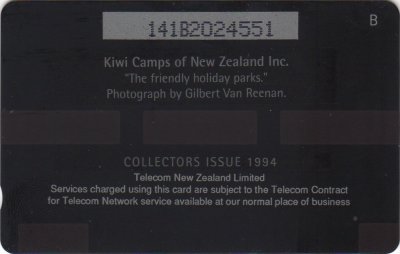 141B2024551
B
Kiwi Camps of New Zealand Inc.
"The friendly holiday parks."
Photograph by Gilbert Van Reenan.
COLLECTORS ISSUE 1994
Telecom New Zealand Limited
Services charged using this card are subject to the Telecom Contract
for Telecom Network service available at our normal place of business